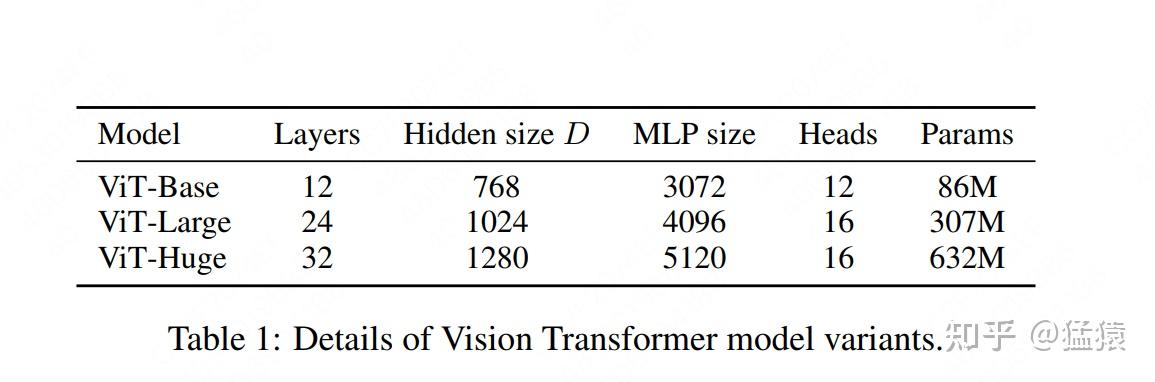 Model Layers Hidden size D MLP size Heads Params
ViT-Base 12 768 3072 12 86M
ViT-Large 24 1024 4096 16 307M
ViT-Huge 32 1280 5120 16 632M
Table 1: Details of Vision Transformer model variants.
知乎 @猛猿